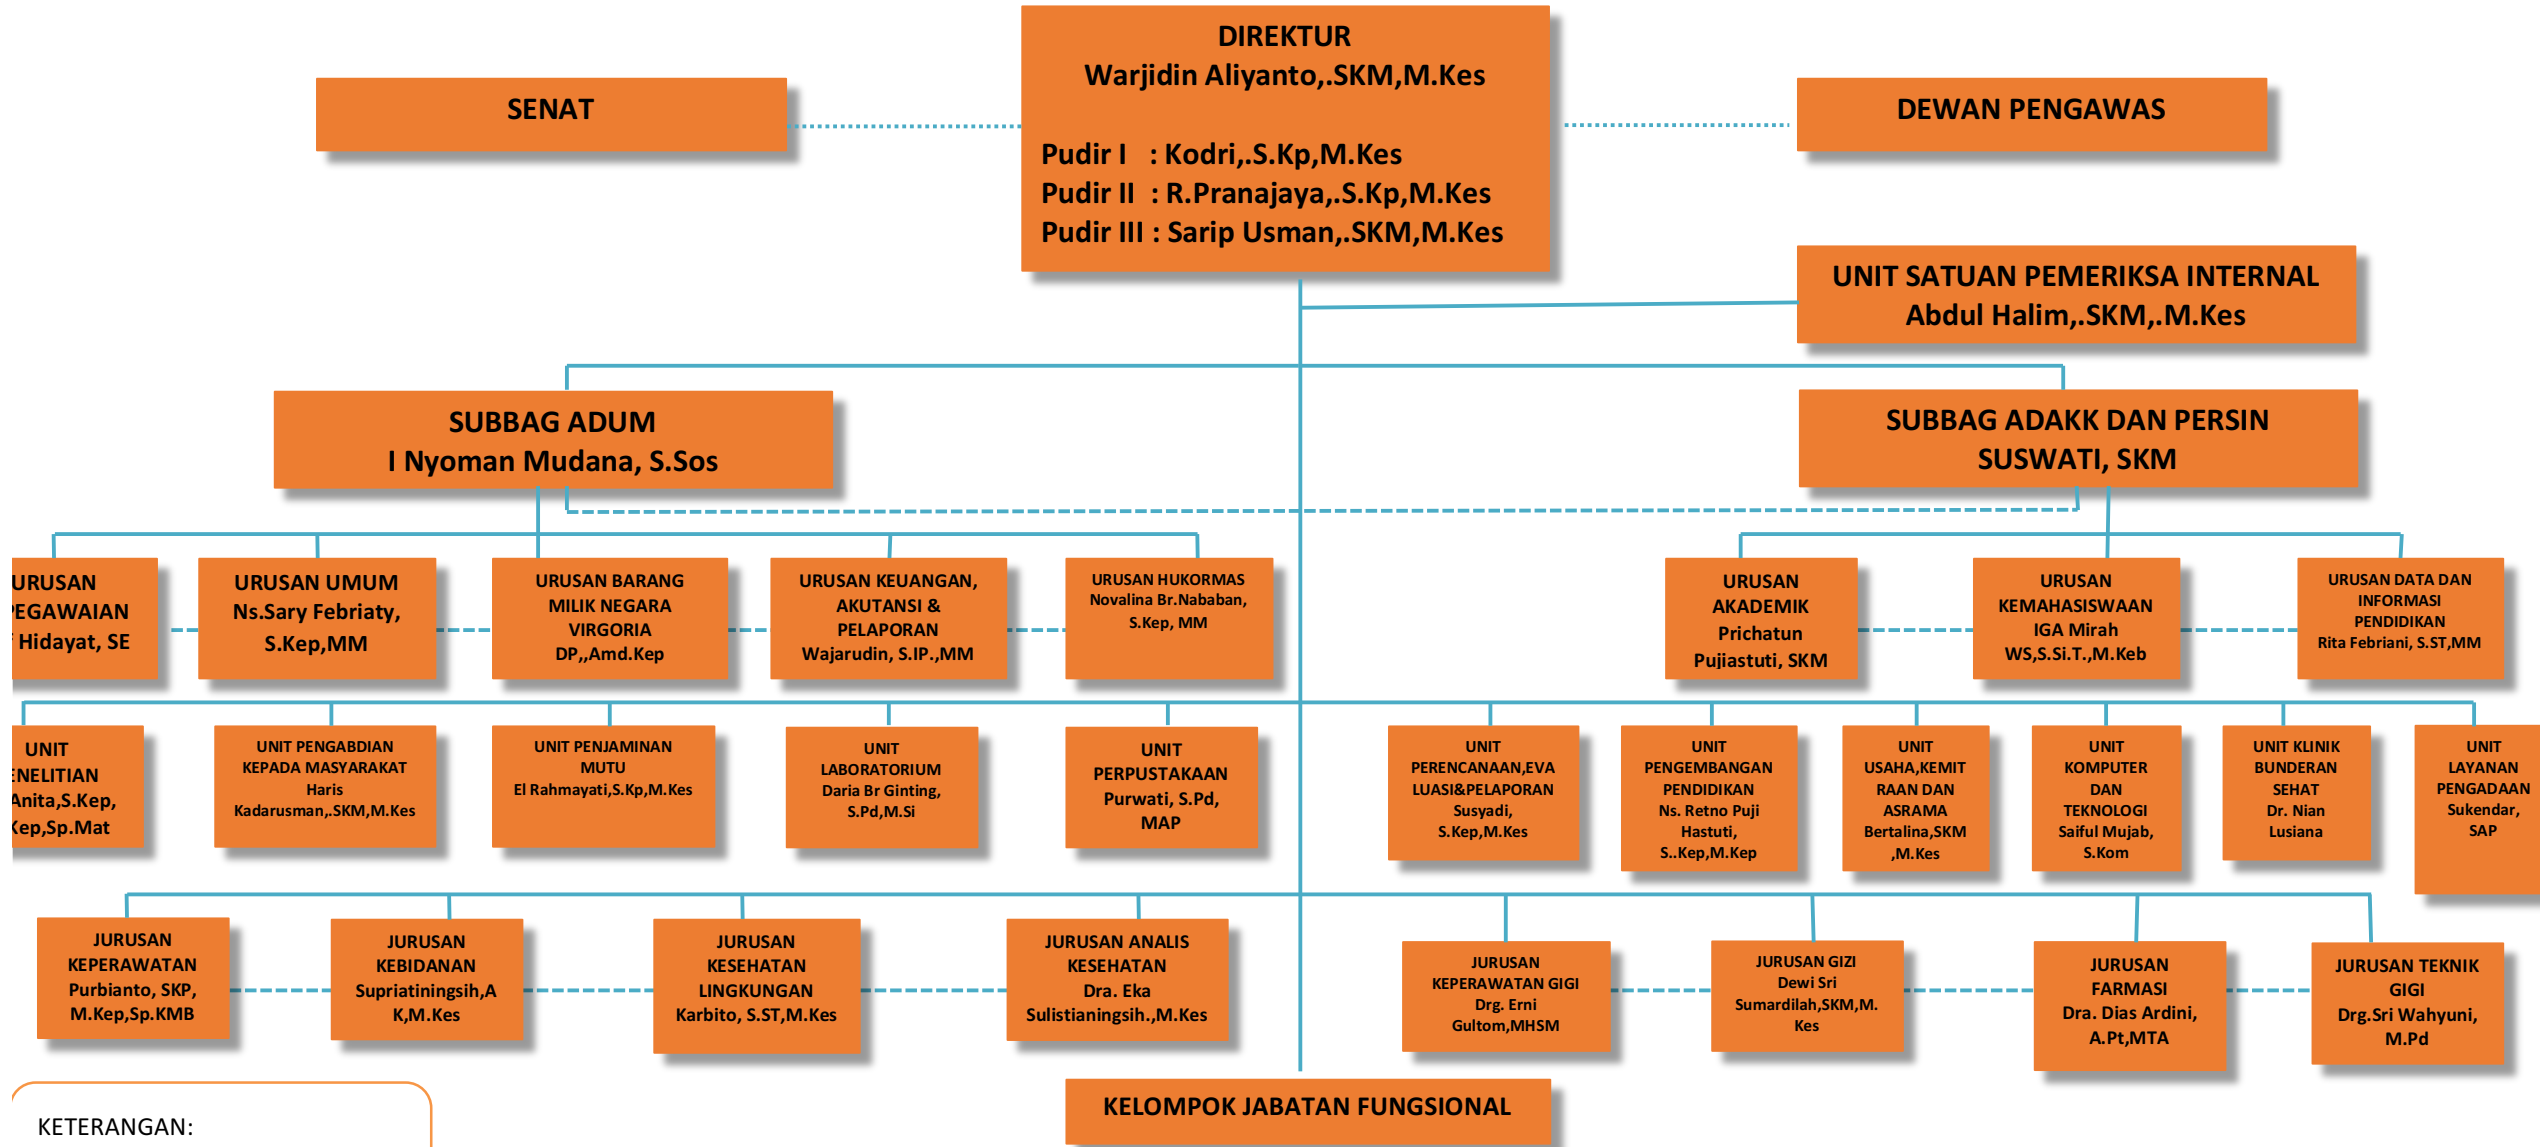 DIREKTUR
Warjidin Aliyanto,.SKM,M.Kes
Pudir I : Kodri,.S.Kp,M.Kes
Pudir II : R.Pranajaya,.S.Kp,M.Kes
Pudir III : Sarip Usman,.SKM,M.Kes
SENAT
DEWAN PENGAWAS
UNIT SATUAN PEMERIKSA INTERNAL
Abdul Halim,.SKM,.M.Kes
SUBBAG ADUM
I Nyoman Mudana, S.Sos
SUBBAG ADAKK DAN PERSIN
SUSWATI, SKM
URUSAN
EGAWAIAN
Hidayat, SE
URUSAN UMUM
Ns.Sary Febriaty,
S.Kep,MM
URUSAN BARANG
MILIK NEGARA
VIRGORIA
DP,,Amd.Kep
URUSAN KEUANGAN,
AKUTANSI &
PELAPORAN
Wajarudin, S.IP.,MM
URUSAN HUKORMAS
Novalina Br.Nababan,
S.Kep, MM
URUSAN
AKADEMIK
Prichatun
Pujiastuti, SKM
URUSAN
KEMAHASISWAAN
IGA Mirah
WS,S.Si.T.,M.Keb
URUSAN DATA DAN
INFORMASI
PENDIDIKAN
Rita Febriani, S.ST,MM
UNIT
ENELITIAN
Anita,S.Kep,
Kep,Sp.Mat
UNIT PENGABDIAN
KEPADA MASYARAKAT
Haris
Kadarusman,.SKM,M.Kes
UNIT PENJAMINAN
MUTU
El Rahmayati,S.Kp,M.Kes
UNIT
LABORATORIUM
Daria Br Ginting,
S.Pd,M.Si
UNIT
PERPUSTAKAAN
Purwati, S.Pd,
MAP
UNIT
PERENCANAAN,EVA
LUASI&PELAPORAN
Susyadi,
S.Kep,M.Kes
UNIT
PENGEMBANGAN
PENDIDIKAN
Ns. Retno Puji
Hastuti,
S..Kep,M.Kep
UNIT
USAHA,KEMIT
RAAN DAN
ASRAMA
Bertalina,SKM
,M.Kes
UNIT
KOMPUTER
DAN
TEKNOLOGI
Saiful Mujab,
S.Kom
UNIT KLINIK
BUNDERAN
SEHAT
Dr. Nian
Lusiana
UNIT
LAYANAN
PENGADAAN
Sukendar,
SAP
JURUSAN
KEPERAWATAN
Purbianto, SKP,
M.Kep,Sp.KMB
JURUSAN
KEBIDANAN
Supriatiningsih,A
K,M.Kes
JURUSAN
KESEHATAN
LINGKUNGAN
Karbito, S.ST,M.Kes
JURUSAN ANALIS
KESEHATAN
Dra. Eka
Sulistianingsih.,M.Kes
JURUSAN
KEPERAWATAN GIGI
Drg. Erni
Gultom,MHSM
JURUSAN GIZI
Dewi Sri
Sumardilah,SKM,M.
Kes
JURUSAN
FARMASI
Dra. Dias Ardini,
A.Pt,MTA
JURUSAN TEKNIK
GIGI
Drg.Sri Wahyuni,
M.Pd
KELOMPOK JABATAN FUNGSIONAL
KETERANGAN: